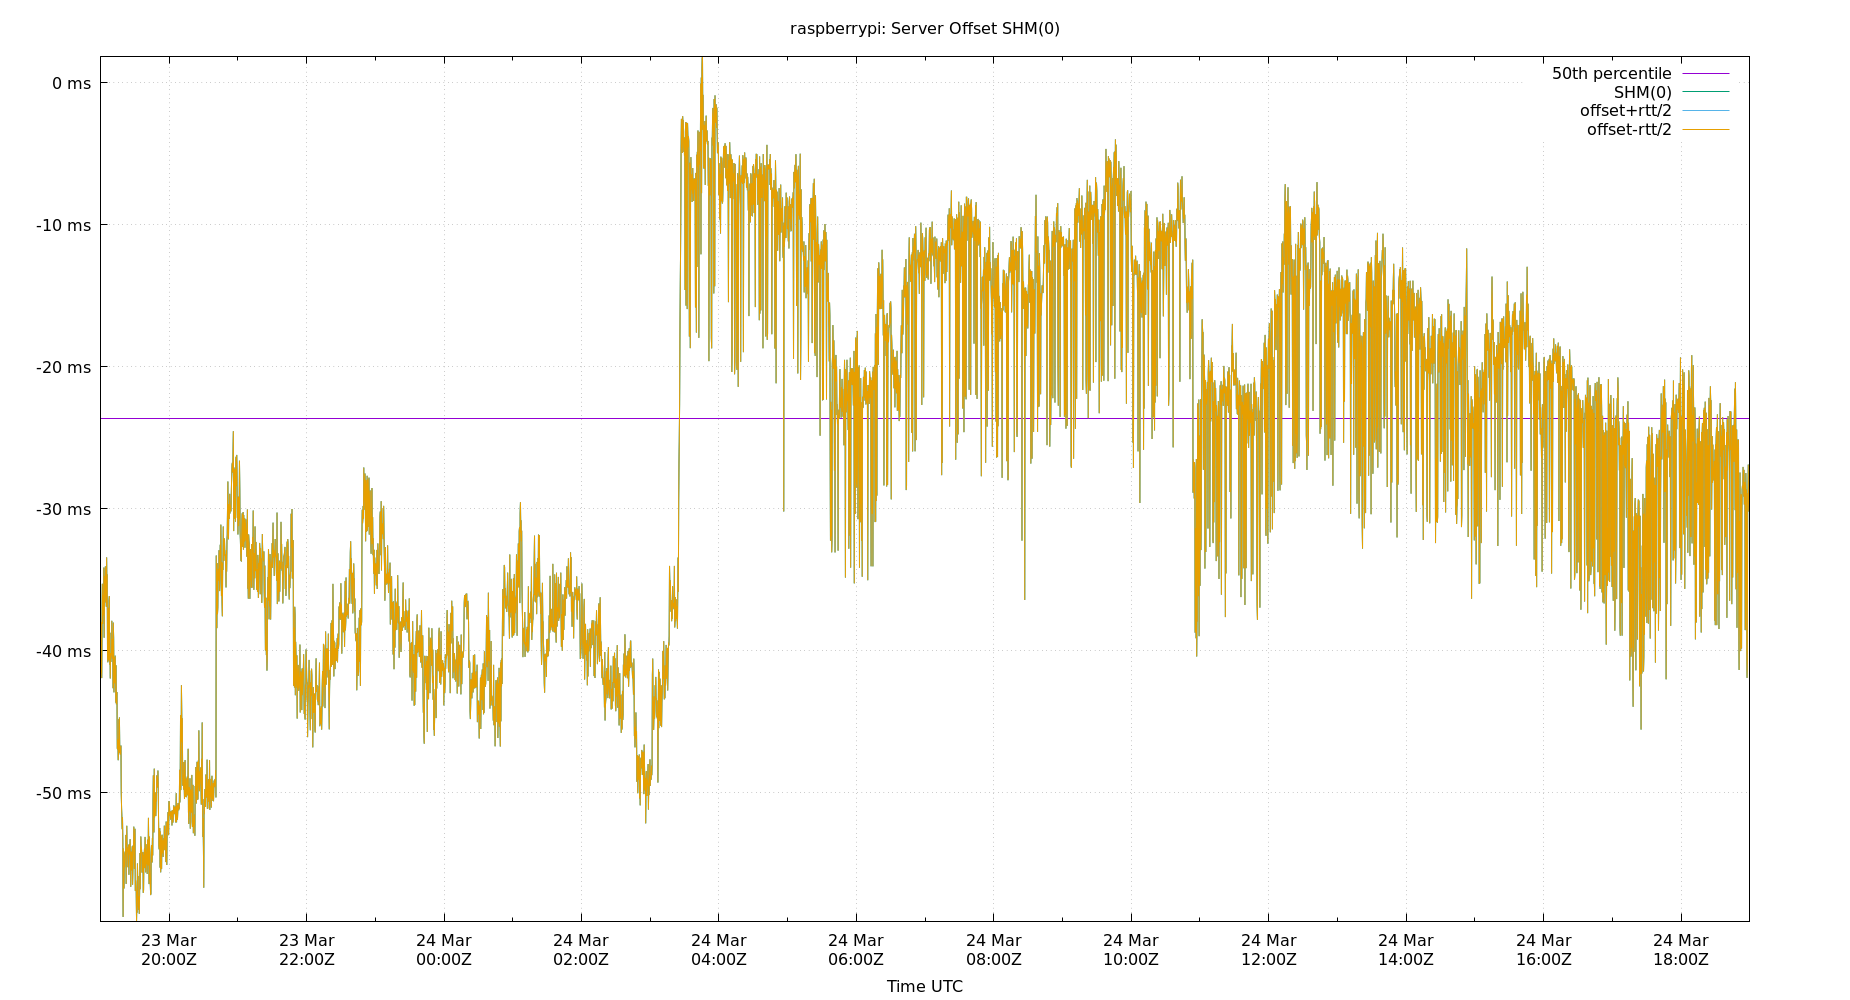 raspberrypi: Server Offset SHM(0)
50th percentile
SHM(0)
offset+rtt/2
offset-rtt/2
0 ms
-10 ms
-20 ms
-30 ms
-40 ms
-50 ms
23 Mar 23 Mar 24 Mar 24 Mar 24 Mar 24 Mar 24 Mar 24 Mar 24 Mar 24 Mar 24 Mar 24 Mar
20:00Z 22:00Z 00:00Z 02:00Z 04:00Z 06:00Z 08:00Z 10:00Z 12:00Z 14:00Z 16:00Z 18:00Z
Time UTC